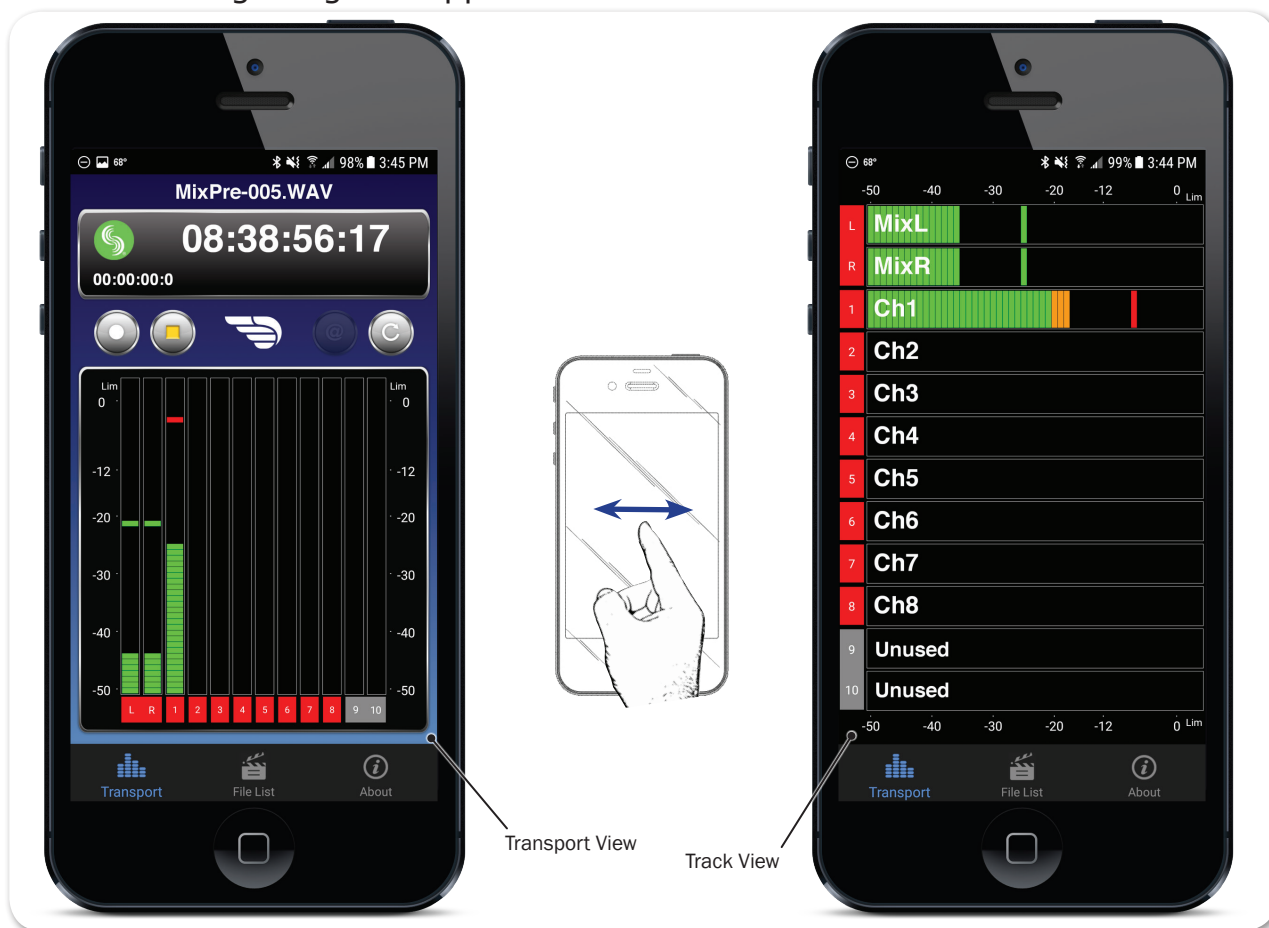 68° 98% 3:45 PM
MixPre-005.WAV
08:38:56:17
00:00:00:0
@
Lim Lim
0 0
-12 -12
-20 -20
-30 -30
-40 -40
-50 -50
L R 1 2 3 4 5 6 7 8 9 10
Transport File List About
Transport View
68° 99% 3:44 PM
-50 -40 -30 -20 -12 0 Lim
L MixL
R MixR
1 Ch1
2 Ch2
3 Ch3
4 Ch4
5 Ch5
6 Ch6
7 Ch7
8 Ch8
9 Unused
10 Unused
-50 -40 -30 -20 -12 0 Lim
Transport File List About
Track View